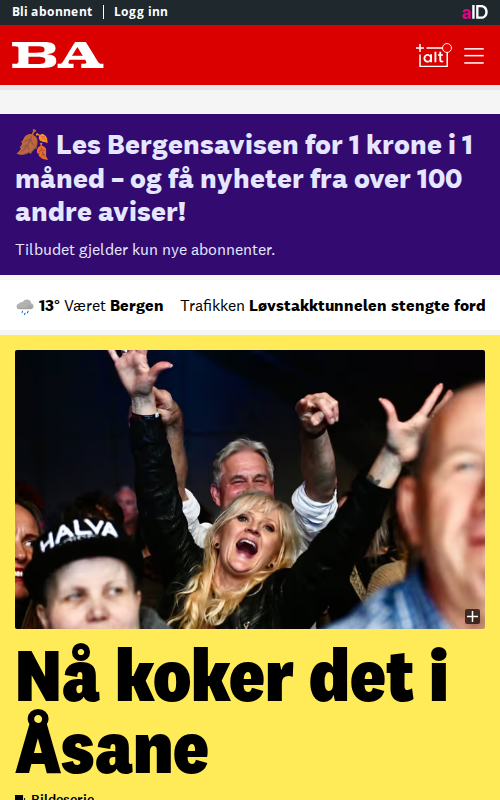 Bli abonnent | Logg inn
aID
BA
alt
🍂 Les Bergensavisen for 1 krone i 1
måned – og få nyheter fra over 100
andre aviser!
Tilbudet gjelder kun nye abonnenter.
13° Været Bergen Trafikken Løvstakktunnelen stengte ford
HALVA
Nå koker det i
Åsane
Bildeserie